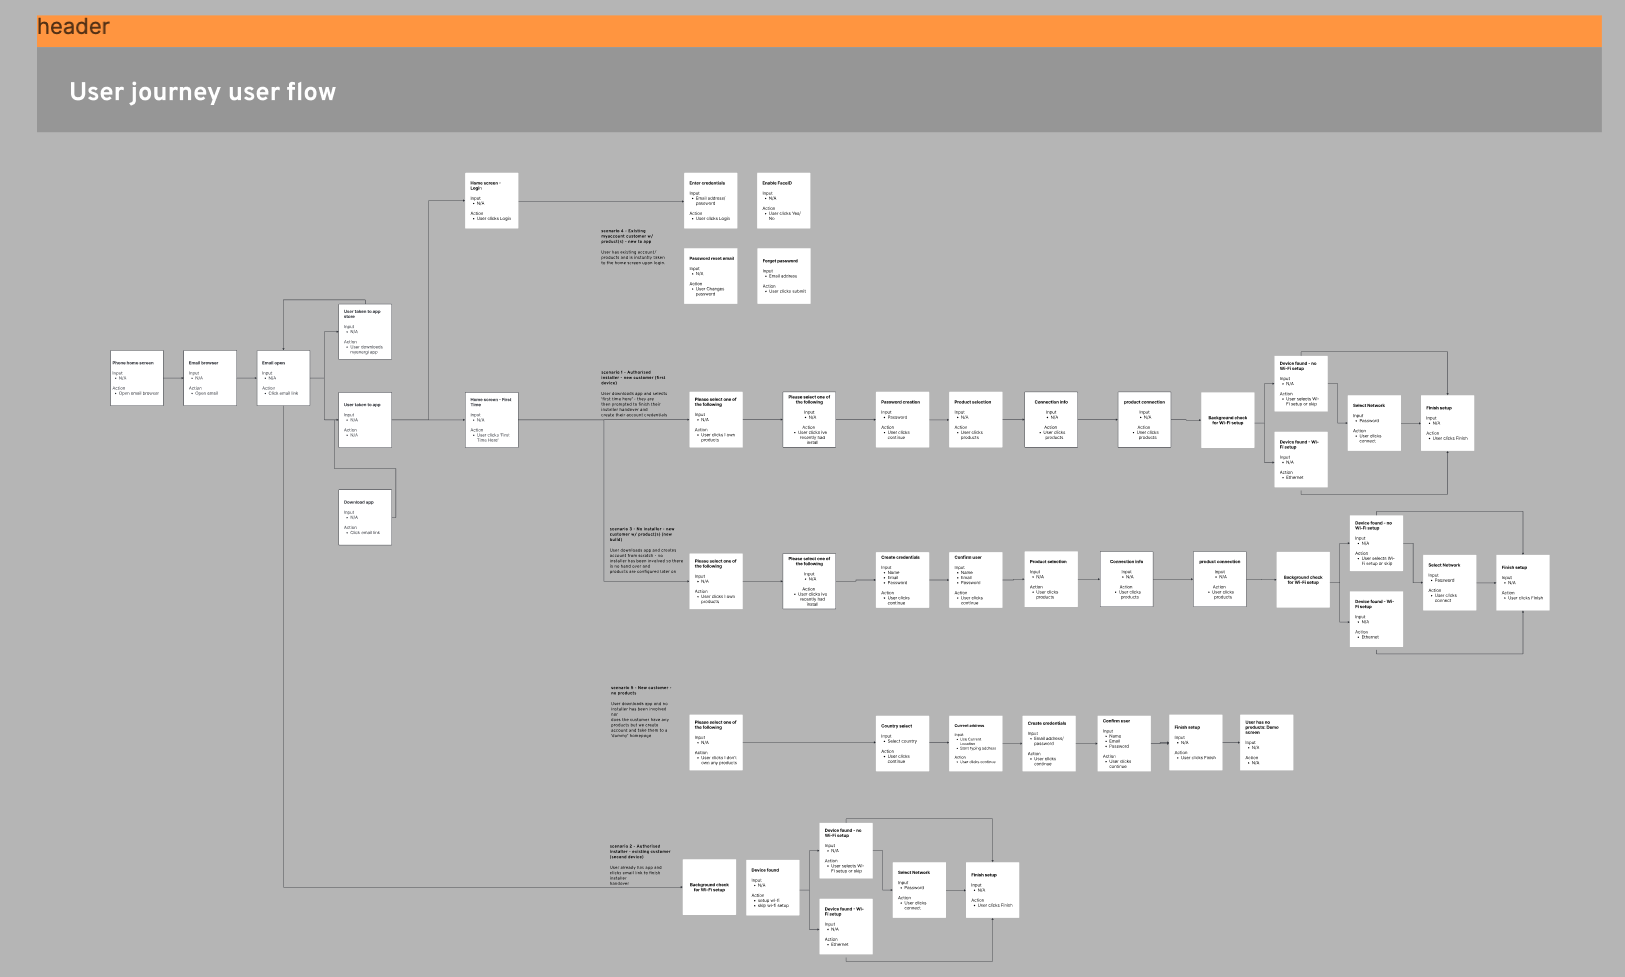 header
User journey user flow
Home screen -
Login
Input
• N/A
Action
• User clicks Login
Enter credentials
Input
• Email address/
password
Action
• User clicks Login
Enable FaceID
Input
• N/A
Action
• User clicks Yes/
No
scenario 4 - Existing
myaccount customer w/
product(s) - new to app
User has existing account/
products and is instantly taken
to the home screen upon login
Password reset email
Input
• N/A
Action
• User Changes
password
Forgot password
Input
• Email address
Action
• User clicks submit
User taken to app
store
Input
• N/A
Action
• User downloads
app
Phone home screen
Input
• N/A
Action
• Open email browser
Email browser
Input
• N/A
Action
• Open email
Email open
Input
• N/A
Action
• Click email link
User taken to app
Input
• N/A
Action
• N/A
Home screen - First
Time
Input
• N/A
Action
• User clicks 'First
Time Here'
Download app
Input
• N/A
Action
• Click email link
scenario 1 - Authorised
installer - new customer (first
device)
User downloads app and selects
'first time here' - they are
then prompted to finish their
installer handover and
create their account credentials
Please select one of
the following
Input
• N/A
Action
• User clicks I own
products
Please select one of
the following
Input
• N/A
Action
• User clicks ive
recently had
install
Password creation
Input
• Password
Action
• User clicks
continue
Product selection
Input
• N/A
Action
• User clicks
products
Connection info
Input
• N/A
Action
• User clicks
products
product connection
Input
• N/A
Action
• User clicks
products
Background check
for Wi-Fi setup
Device found - no
Wi-Fi setup
Input
• N/A
Action
• User selects Wi-
Fi setup or skip
Device found - Wi-
Fi setup
Input
• N/A
Action
• Ethernet
Select Network
Input
• Password
Action
• User clicks
connect
Finish setup
Input
• N/A
Action
• User clicks Finish
scenario 3 - No installer - new
customer w/ product(s) (new
build)
User downloads app and creates
account from scratch - no
installer has been involved so there
is no hand over and
products are configured later on
Please select one of
the following
Input
• N/A
Action
• User clicks I own
products
Please select one of
the following
Input
• N/A
Action
• User clicks ive
recently had
install
Create credentials
Input
• Name
• Email
• Password
Action
• User clicks
continue
Confirm user
Input
• Name
• Email
• Password
Action
• User clicks
continue
Product selection
Input
• N/A
Action
• User clicks
products
Connection info
Input
• N/A
Action
• User clicks
products
product connection
Input
• N/A
Action
• User clicks
products
Background check
for Wi-Fi setup
Device found - no
Wi-Fi setup
Input
• N/A
Action
• User selects Wi-
Fi setup or skip
Device found - Wi-
Fi setup
Input
• N/A
Action
• Ethernet
Select Network
Input
• Password
Action
• User clicks
connect
Finish setup
Input
• N/A
Action
• User clicks Finish
scenario 5 - New customer -
no products
User downloads app and no
installer has been involved
nor
does the customer have any
products but we create
account and take them to a
'dummy' homepage
Please select one of
the following
Input
• N/A
Action
• User clicks I don't
own any products
Country select
Input
• Select country
Action
• User clicks
continue
Current address
Input
• Use Current
Location
• Start typing address
Action
• User clicks continue
Create credentials
Input
• Email address/
password
Action
• User clicks
continue
Confirm user
Input
• Name
• Email
• Password
Action
• User clicks
continue
Finish setup
Input
• N/A
Action
• User clicks Finish
User has no
products: Demo
screen
Input
• N/A
Action
• N/A
scenario 2 - Authorised
installer - existing customer
(second device)
User already has app and
clicks email link to finish
installer
handover
Background check
for Wi-Fi setup
Device found
Input
• N/A
Action
• setup wi-fi
• skip wi-fi setup
Device found - no
Wi-Fi setup
Input
• N/A
Action
• User selects Wi-
Fi setup or skip
Device found - Wi-
Fi setup
Input
• N/A
Action
• Ethernet
Select Network
Input
• Password
Action
• User clicks
connect
Finish setup
Input
• N/A
Action
• User clicks Finish